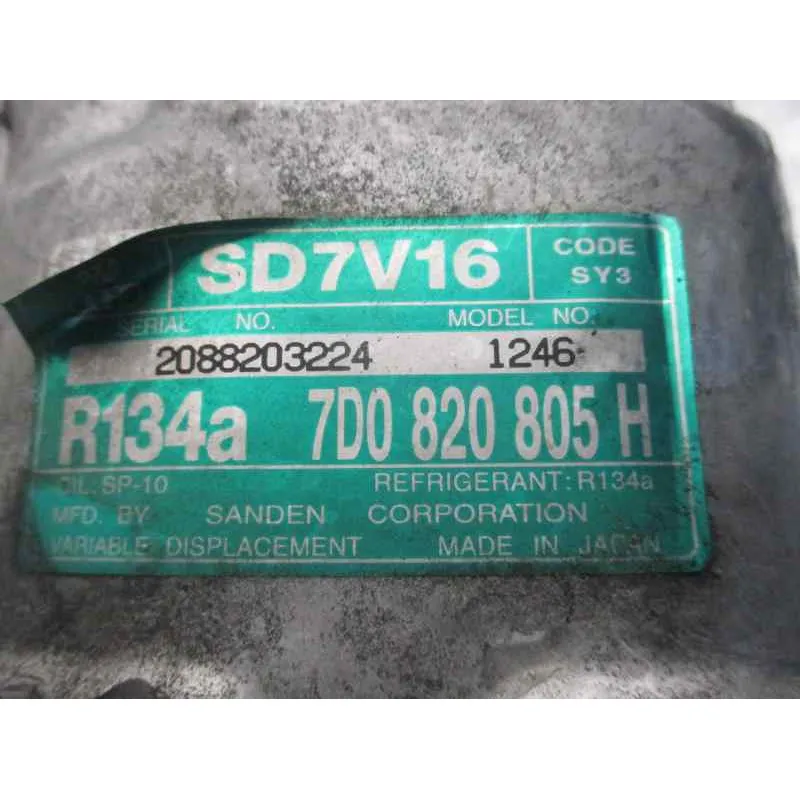 SD7V16 CODE SY3
SERIAL NO. MODEL NO.
2088203224 1246
R134a 7D0 820 805 H
OIL: SP-10 REFRIGERANT: R134a
MFD. BY SANDEN CORPORATION
VARIABLE DISPLACEMENT MADE IN JAPAN